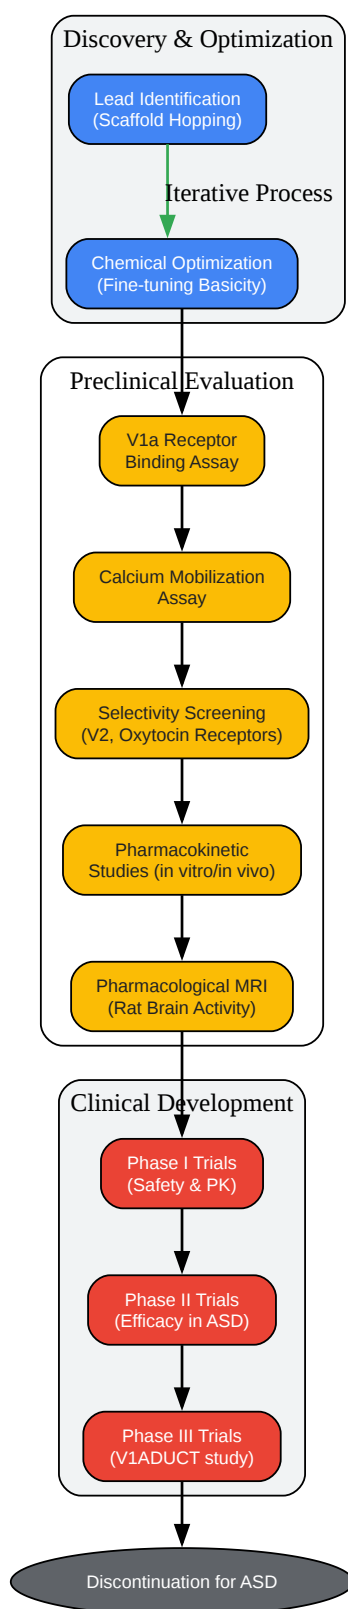 Discovery & Optimization
Lead Identification
(Scaffold Hopping)
Iterative Process
Chemical Optimization
(Fine-tuning Basicity)
Preclinical Evaluation
V1a Receptor
Binding Assay
Calcium Mobilization
Assay
Selectivity Screening
(V2, Oxytocin Receptors)
Pharmacokinetic
Studies (in vitro/in vivo)
Pharmacological MRI
(Rat Brain Activity)
Clinical Development
Phase I Trials
(Safety & PK)
Phase II Trials
(Efficacy in ASD)
Phase III Trials
(V1ADUCT study)
Discontinuation for ASD